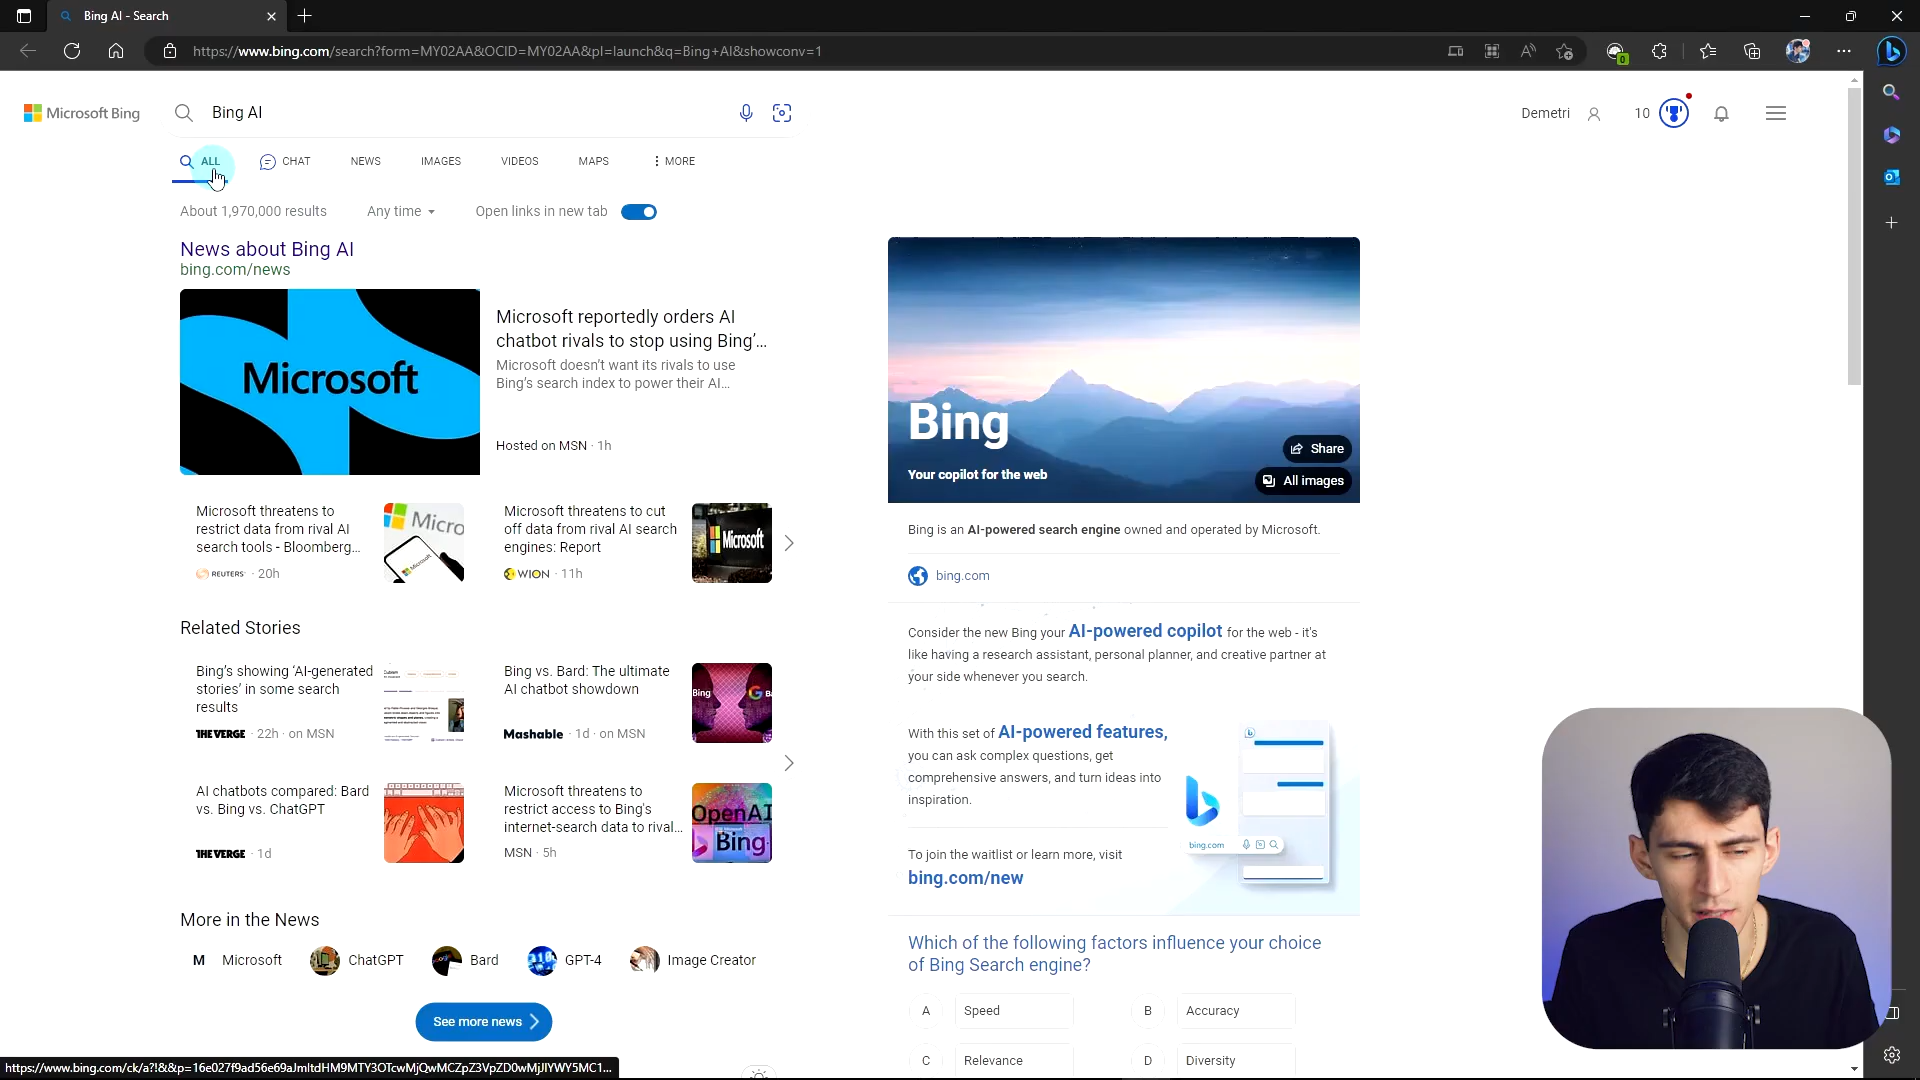 Bing AI - Search
https://www.bing.com/search?form=MY02AA&OCID=MY02AA&pl=launch&q=Bing+AI&showconv=1
Microsoft Bing
Bing AI
Demetri
10
ALL
CHAT
NEWS
IMAGES
VIDEOS
MAPS
MORE
About 1,970,000 results
Any time
Open links in new tab
News about Bing AI
bing.com/news
Microsoft
Microsoft reportedly orders AI
chatbot rivals to stop using Bing’...
Microsoft doesn’t want its rivals to use
Bing’s search index to power their AI...
Hosted on MSN · 1h
Microsoft threatens to
restrict data from rival AI
search tools - Bloomberg...
REUTERS · 20h
Micro
Microsoft
Microsoft threatens to cut
off data from rival AI search
engines: Report
WION · 11h
Microsoft
Related Stories
Bing’s showing ‘AI-generated
stories’ in some search
results
THE VERGE · 22h · on MSN
Bing vs. Bard: The ultimate
AI chatbot showdown
Mashable · 1d · on MSN
Bing
G Ba
AI chatbots compared: Bard
vs. Bing vs. ChatGPT
THE VERGE · 1d
Microsoft threatens to
restrict access to Bing's
internet-search data to rival...
MSN · 5h
OpenAI
Bing
More in the News
M Microsoft
ChatGPT
Bard
GPT-4
Image Creator
See more news
Bing
Your copilot for the web
Share
All images
Bing is an AI-powered search engine owned and operated by Microsoft.
bing.com
Consider the new Bing your AI-powered copilot for the web - it's
like having a research assistant, personal planner, and creative partner at
your side whenever you search.
With this set of AI-powered features,
you can ask complex questions, get
comprehensive answers, and turn ideas into
inspiration.
bing.com
To join the waitlist or learn more, visit
bing.com/new
Which of the following factors influence your choice
of Bing Search engine?
A Speed
B Accuracy
C Relevance
D Diversity